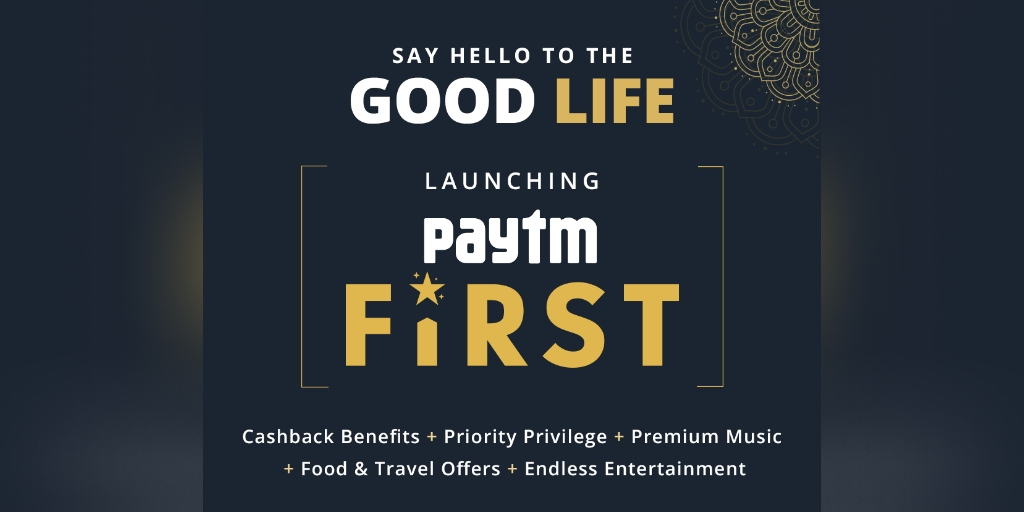 SAY HELLO TO THE
GOOD LIFE
LAUNCHING
paytm
FiRST
Cashback Benefits + Priority Privilege + Premium Music
+ Food & Travel Offers + Endless Entertainment